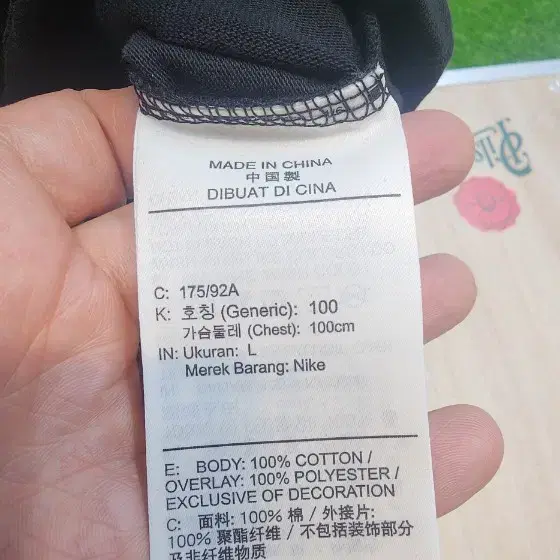 MADE IN CHINA
中国製
DIBUAT DI CINA
C: 175/92A
K: 호칭 (Generic): 100
가슴둘레 (Chest): 100cm
IN: Ukuran: L
Merek Barang: Nike
E: BODY: 100% COTTON /
OVERLAY: 100% POLYESTER /
EXCLUSIVE OF DECORATION
C: 面料: 100% 棉 / 外接片:
100% 聚酯纤维 / 不包括装饰部分
及非纤维物质